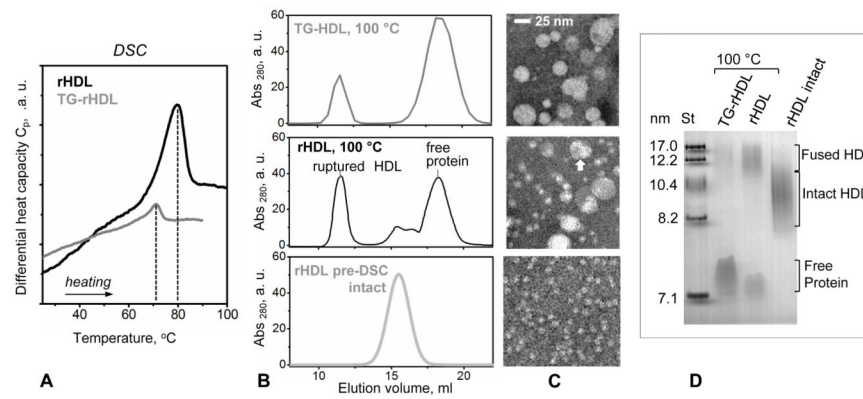 DSC
rHDL
TG-rHDL
Differential heat capacity Cp, .a. u.
heating
40 60 80 100
Temperature, ºC
A
TG-HDL, 100 °C
Abs 280, a. u.
60
40
20
0
rHDL, 100 °C
ruptured HDL free
protein
Abs 280, a. u.
60
40
20
0
rHDL pre-DSC
intact
Abs 280, a. u.
60
40
20
0
10 15 20
Elution volume, ml
B
25 nm
C
100 °C
nm St TG-rHDL rHDL rHDL intact
17.0
12.2
10.4
8.2
7.1
Fused HD
Intact HDL
Free
Protein
D